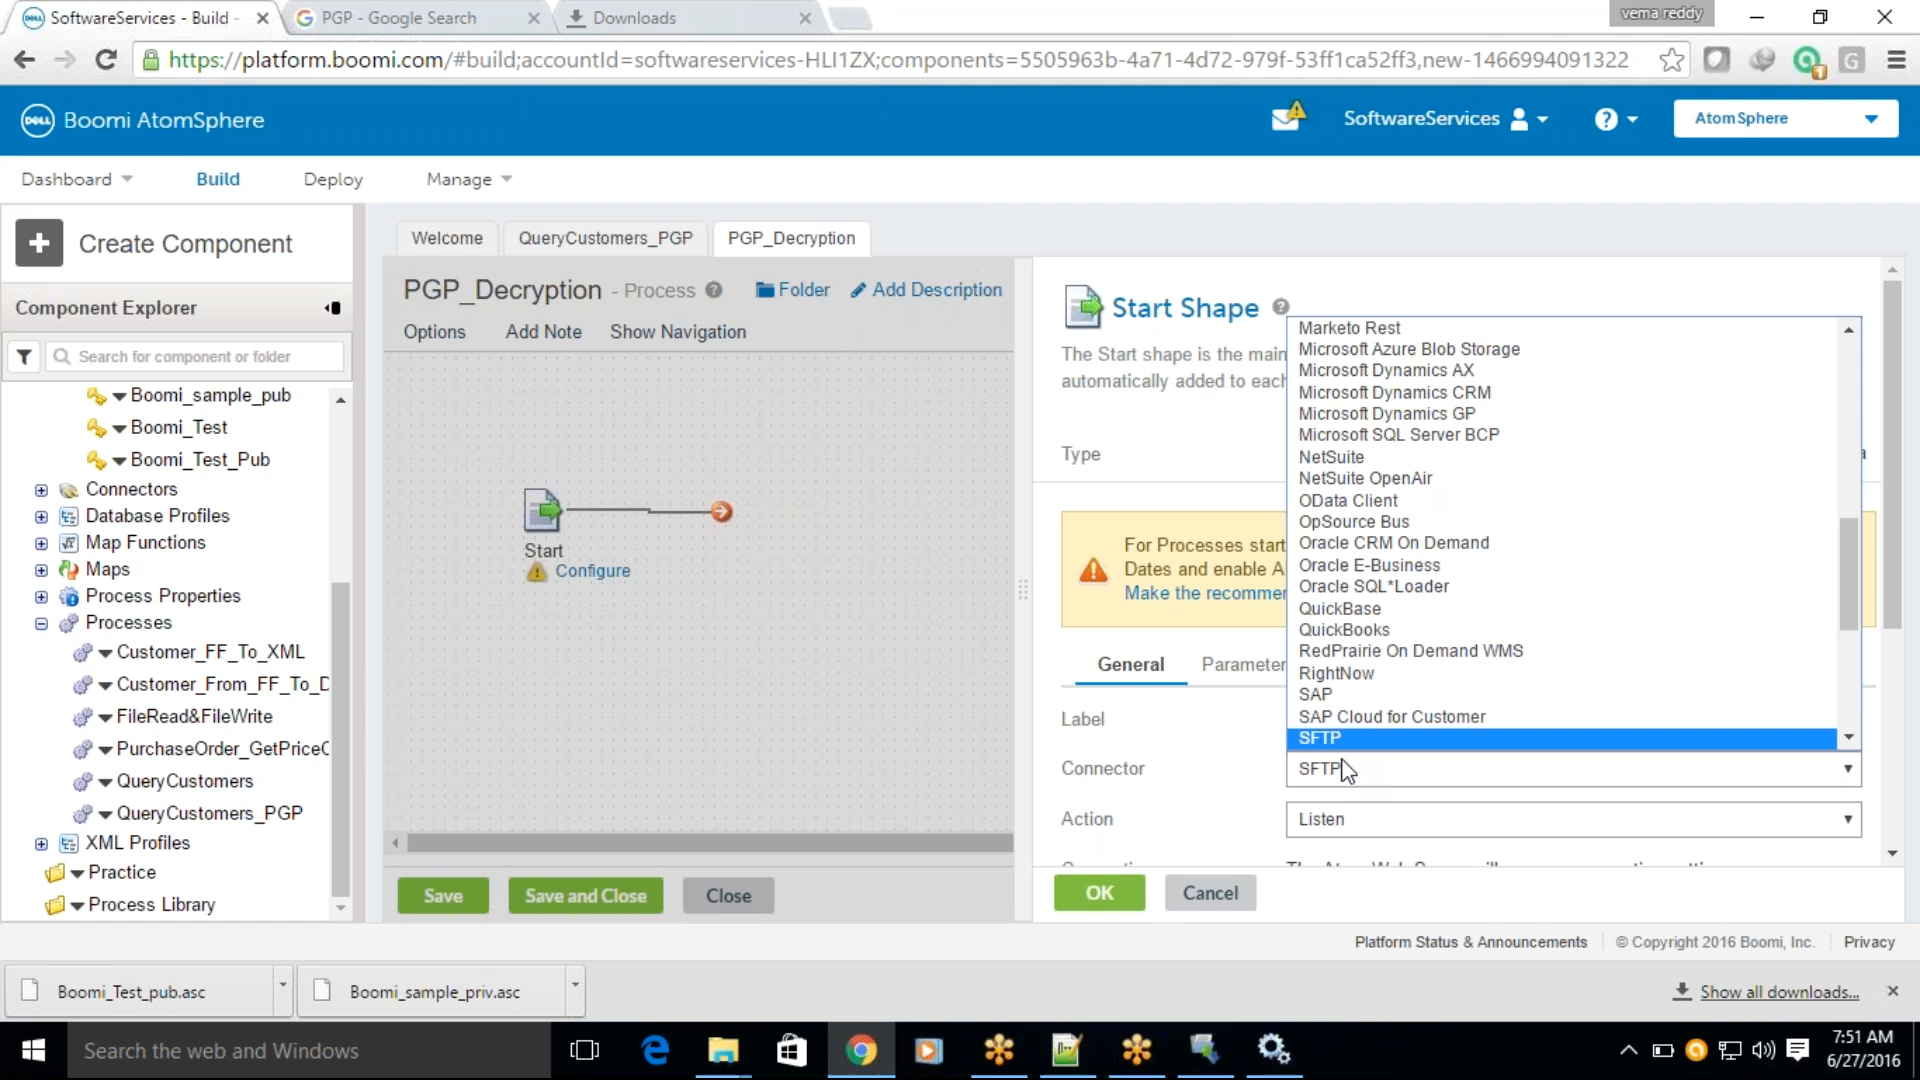 SoftwareServices - Build -
PGP - Google Search
Downloads
vema reddy
https://platform.boomi.com/#build;accountId=softwareservices-HLI1ZX;components=5505963b-4a71-4d72-979f-53ff1ca52ff3,new-1466994091322
DELL
Boomi AtomSphere
SoftwareServices
AtomSphere
Dashboard
Build
Deploy
Manage
Create Component
Component Explorer
Search for component or folder
Boomi_sample_pub
Boomi_Test
Boomi_Test_Pub
Connectors
Database Profiles
Map Functions
Maps
Process Properties
Processes
Customer_FF_To_XML
Customer_From_FF_To_D
FileRead&FileWrite
PurchaseOrder_GetPriceC
QueryCustomers
QueryCustomers_PGP
XML Profiles
Practice
Process Library
Welcome
QueryCustomers_PGP
PGP_Decryption
PGP_Decryption - Process
Folder
Add Description
Options
Add Note
Show Navigation
Start
Configure
Save
Save and Close
Close
Start Shape
The Start shape is the main
automatically added to each
Type
For Processes start
Dates and enable A
Make the recommen
General
Parameter
Label
Connector
SFTP
Action
Listen
Marketo Rest
Microsoft Azure Blob Storage
Microsoft Dynamics AX
Microsoft Dynamics CRM
Microsoft Dynamics GP
Microsoft SQL Server BCP
NetSuite
NetSuite OpenAir
OData Client
OpSource Bus
Oracle CRM On Demand
Oracle E-Business
Oracle SQL*Loader
QuickBase
QuickBooks
RedPrairie On Demand WMS
RightNow
SAP
SAP Cloud for Customer
SFTP
OK
Cancel
Platform Status & Announcements
© Copyright 2016 Boomi, Inc.
Privacy
Boomi_Test_pub.asc
Boomi_sample_priv.asc
Show all downloads...
Search the web and Windows
7:51 AM
6/27/2016